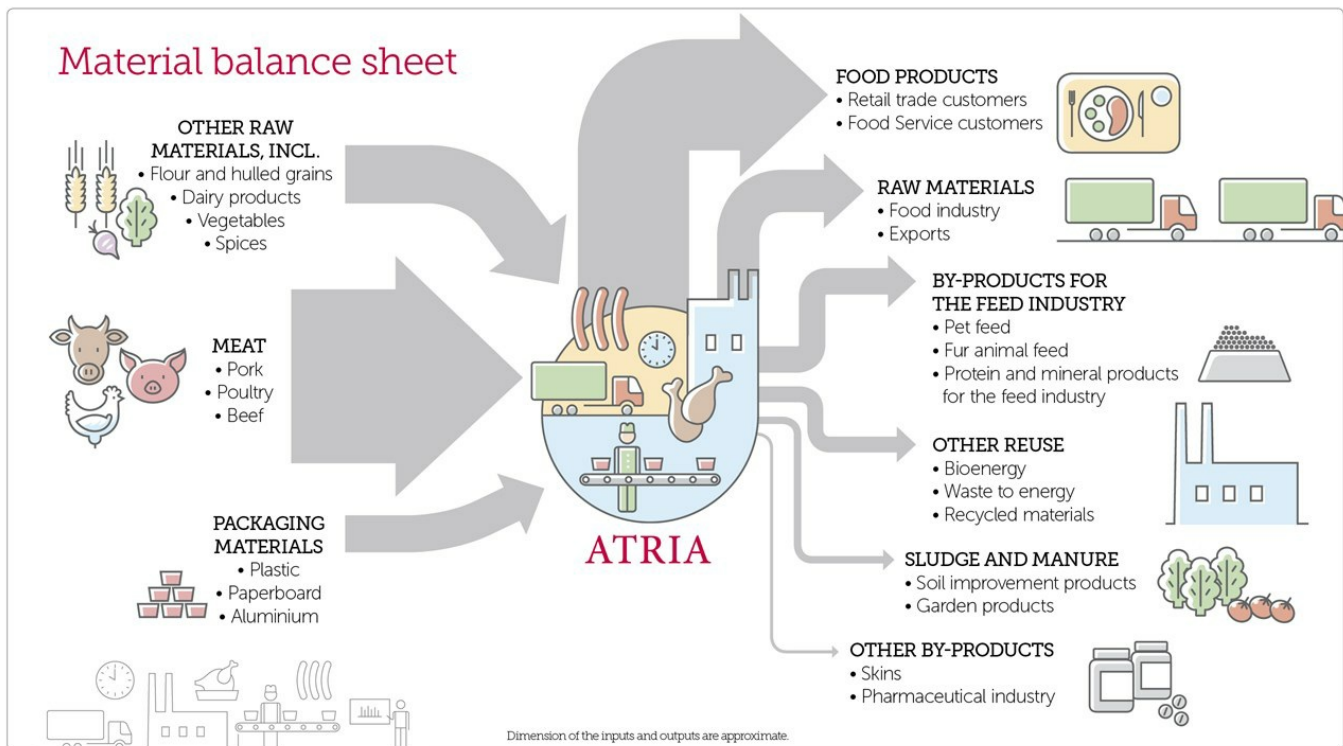 Material balance sheet
OTHER RAW
MATERIALS, INCL.
• Flour and hulled grains
• Dairy products
• Vegetables
• Spices
MEAT
• Pork
• Poultry
• Beef
PACKAGING
MATERIALS
• Plastic
• Paperboard
• Aluminium
ATRIA
FOOD PRODUCTS
• Retail trade customers
• Food Service customers
RAW MATERIALS
• Food industry
• Exports
BY-PRODUCTS FOR
THE FEED INDUSTRY
• Pet feed
• Fur animal feed
• Protein and mineral products
for the feed industry
OTHER REUSE
• Bioenergy
• Waste to energy
• Recycled materials
SLUDGE AND MANURE
• Soil improvement products
• Garden products
OTHER BY-PRODUCTS
• Skins
• Pharmaceutical industry
Dimension of the inputs and outputs are approximate.